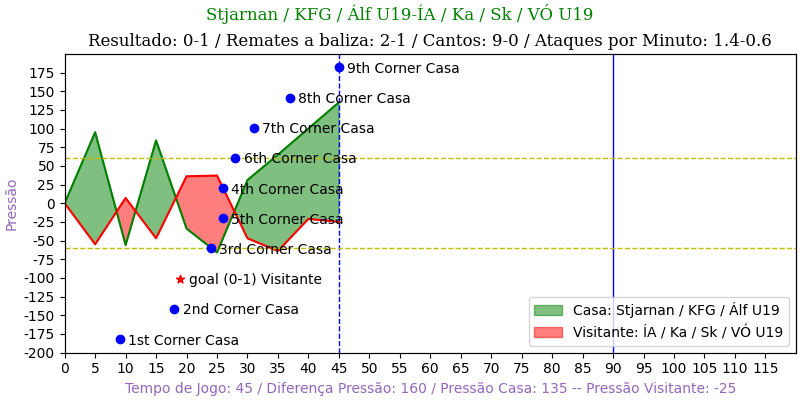 Stjarnan / KFG / Álf U19-ÍA / Ka / Sk / VÓ U19
Resultado: 0-1 / Remates a baliza: 2-1 / Cantos: 9-0 / Ataques por Minuto: 1.4-0.6
Pressão
175
150
125
100
75
50
25
0
-25
-50
-75
-100
-125
-150
-175
-200
9th Corner Casa
8th Corner Casa
7th Corner Casa
6th Corner Casa
4th Corner Casa
5th Corner Casa
3rd Corner Casa
goal (0-1) Visitante
2nd Corner Casa
1st Corner Casa
Casa: Stjarnan / KFG / Álf U19
Visitante: ÍA / Ka / Sk / VÓ U19
0 5 10 15 20 25 30 35 40 45 50 55 60 65 70 75 80 85 90 95 100 105 110 115
Tempo de Jogo: 45 / Diferença Pressão: 160 / Pressão Casa: 135 -- Pressão Visitante: -25